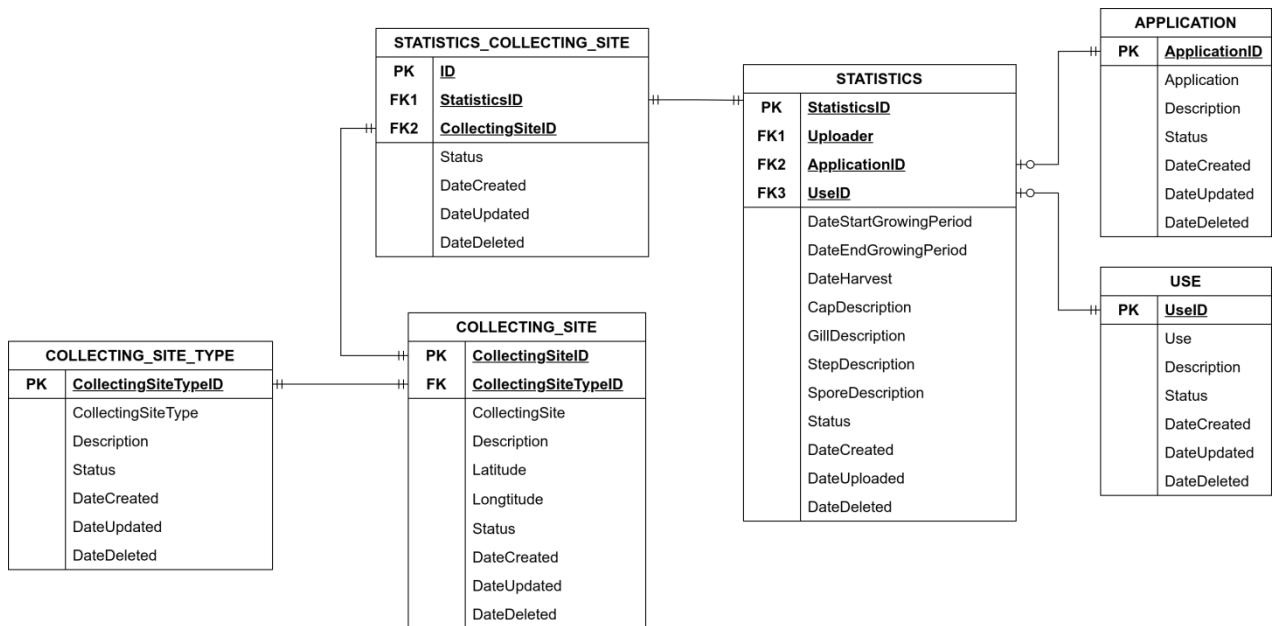 STATISTICS_COLLECTING_SITE
PK ID
FK1 StatisticsID
FK2 CollectingSiteID
Status
DateCreated
DateUpdated
DateDeleted
STATISTICS
PK StatisticsID
FK1 Uploader
FK2 ApplicationID
FK3 UseID
DateStartGrowingPeriod
DateEndGrowingPeriod
DateHarvest
CapDescription
GillDescription
StepDescription
SporeDescription
Status
DateCreated
DateUploaded
DateDeleted
APPLICATION
PK ApplicationID
Application
Description
Status
DateCreated
DateUpdated
DateDeleted
USE
PK UseID
Use
Description
Status
DateCreated
DateUpdated
DateDeleted
COLLECTING_SITE_TYPE
PK CollectingSiteTypeID
CollectingSiteType
Description
Status
DateCreated
DateUpdated
DateDeleted
COLLECTING_SITE
PK CollectingSiteID
FK CollectingSiteTypeID
CollectingSite
Description
Latitude
Longtitude
Status
DateCreated
DateUpdated
DateDeleted